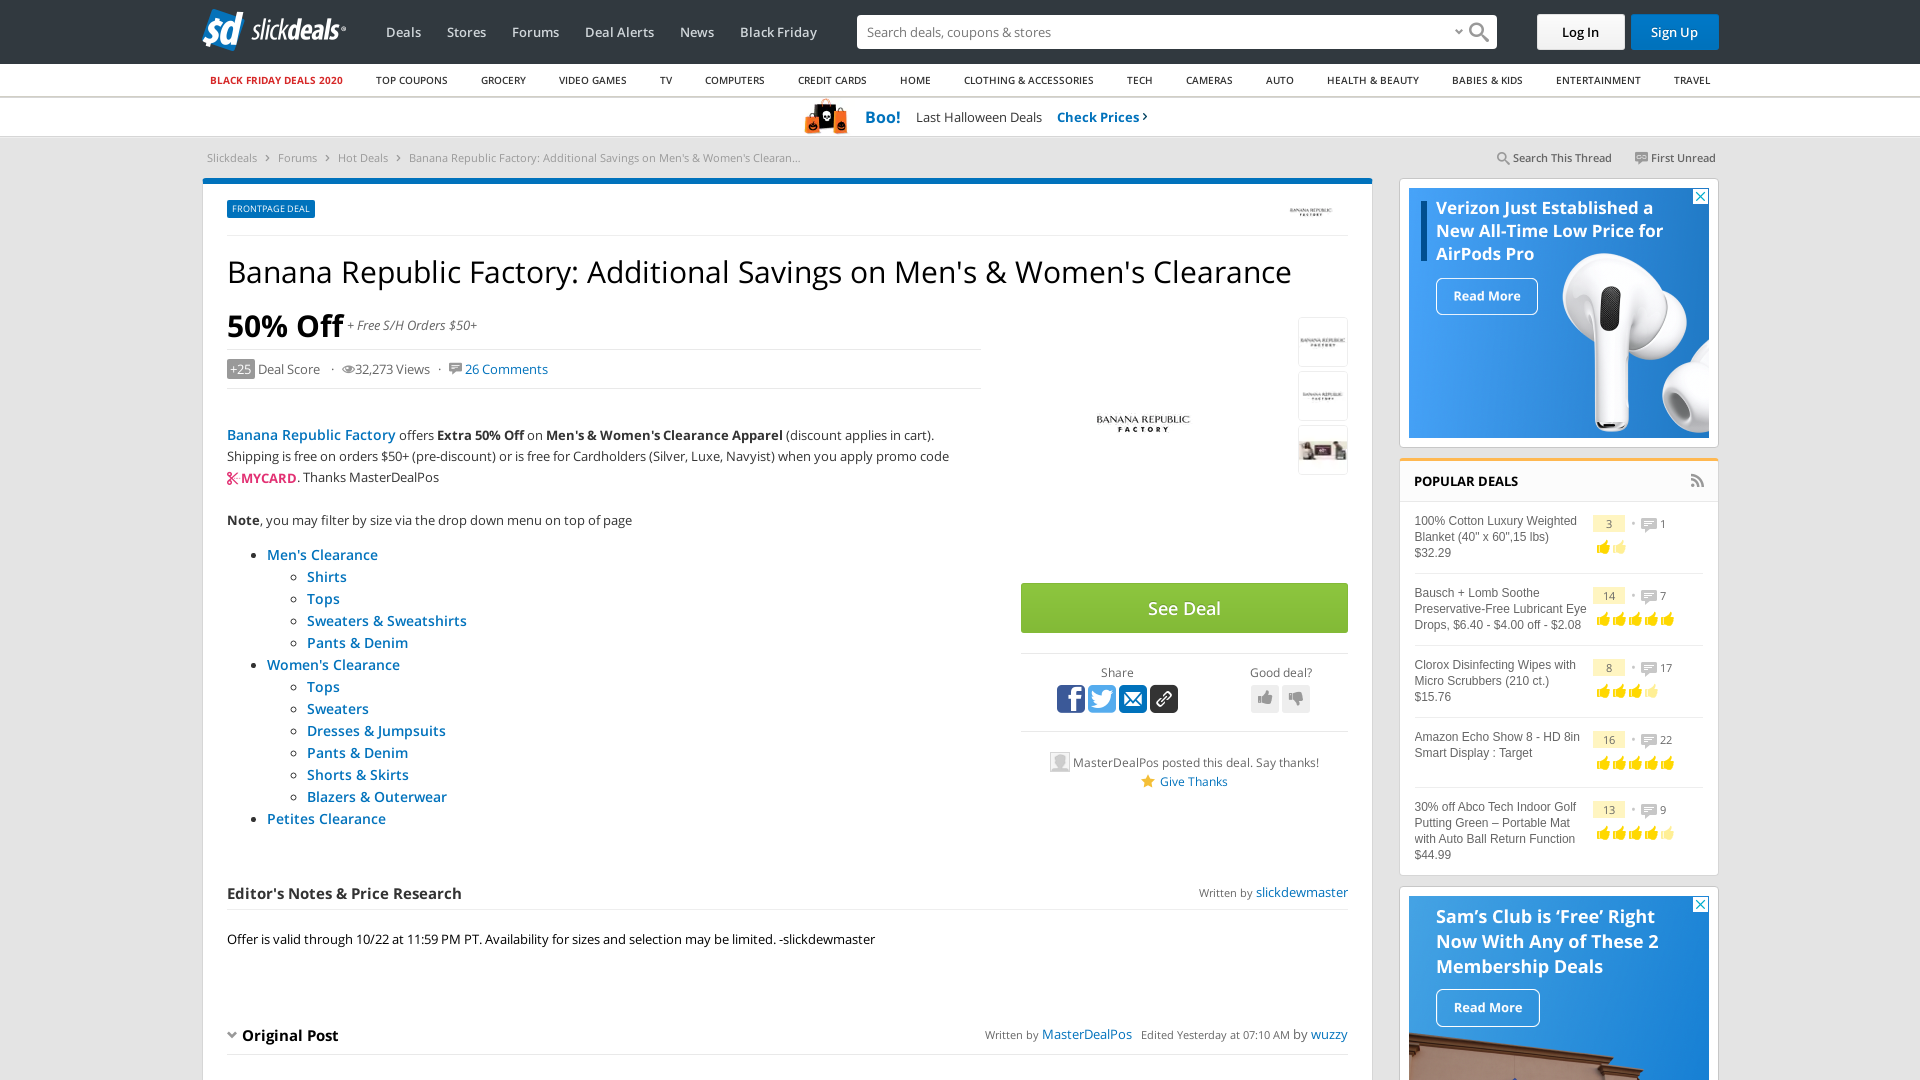 slickdeals
Deals
Stores
Forums
Deal Alerts
News
Black Friday
Search deals, coupons & stores
Log In
Sign Up
BLACK FRIDAY DEALS 2020
TOP COUPONS
GROCERY
VIDEO GAMES
TV
COMPUTERS
CREDIT CARDS
HOME
CLOTHING & ACCESSORIES
TECH
CAMERAS
AUTO
HEALTH & BEAUTY
BABIES & KIDS
ENTERTAINMENT
TRAVEL
Boo! Last Halloween Deals Check Prices ›
Slickdeals › Forums › Hot Deals › Banana Republic Factory: Additional Savings on Men's & Women's Clearan...
Search This Thread
First Unread
FRONTPAGE DEAL
BANANA REPUBLIC
FACTORY
Banana Republic Factory: Additional Savings on Men's & Women's Clearance
50% Off + Free S/H Orders $50+
+25 Deal Score · 32,273 Views · 26 Comments
Banana Republic Factory offers Extra 50% Off on Men's & Women's Clearance Apparel (discount applies in cart).
Shipping is free on orders $50+ (pre-discount) or is free for Cardholders (Silver, Luxe, Navyist) when you apply promo code
MYCARD. Thanks MasterDealPos
Note, you may filter by size via the drop down menu on top of page
Men's Clearance
Shirts
Tops
Sweaters & Sweatshirts
Pants & Denim
Women's Clearance
Tops
Sweaters
Dresses & Jumpsuits
Pants & Denim
Shorts & Skirts
Blazers & Outerwear
Petites Clearance
BANANA REPUBLIC
FACTORY
BANANA REPUBLIC
FACTORY
BANANA REPUBLIC
FACTORY
See Deal
Share
Good deal?
MasterDealPos posted this deal. Say thanks!
Give Thanks
Editor's Notes & Price Research
Written by slickdewmaster
Offer is valid through 10/22 at 11:59 PM PT. Availability for sizes and selection may be limited. -slickdewmaster
Original Post
Written by MasterDealPos Edited Yesterday at 07:10 AM by wuzzy
Verizon Just Established a
New All-Time Low Price for
AirPods Pro
Read More
POPULAR DEALS
100% Cotton Luxury Weighted
Blanket (40" x 60",15 lbs)
$32.29
3 • 1
Bausch + Lomb Soothe
Preservative-Free Lubricant Eye
Drops, $6.40 - $4.00 off - $2.08
14 • 7
Clorox Disinfecting Wipes with
Micro Scrubbers (210 ct.)
$15.76
8 • 17
Amazon Echo Show 8 - HD 8in
Smart Display : Target
16 • 22
30% off Abco Tech Indoor Golf
Putting Green – Portable Mat
with Auto Ball Return Function
$44.99
13 • 9
Sam's Club is ‘Free’ Right
Now With Any of These 2
Membership Deals
Read More